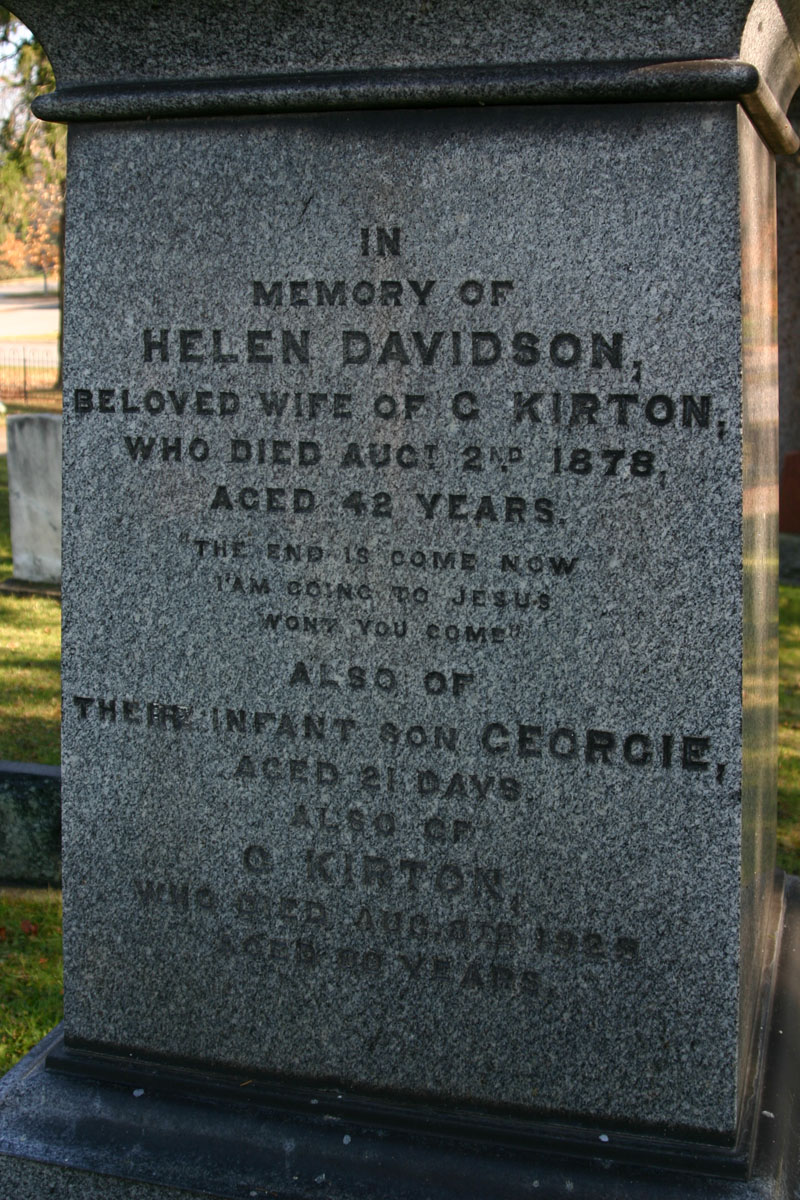 IN
MEMORY OF
HELEN DAVIDSON,
BELOVED WIFE OF G KIRTON,
WHO DIED AUGT 2ND 1878,
AGED 42 YEARS.
"THE END IS COME NOW
I'AM GOING TO JESUS
WONT YOU COME"
ALSO OF
THEIR INFANT SON GEORGIE,
AGED 21 DAYS
ALSO OF
G KIRTON,
WHO DIED AUG
AGED YEARS.